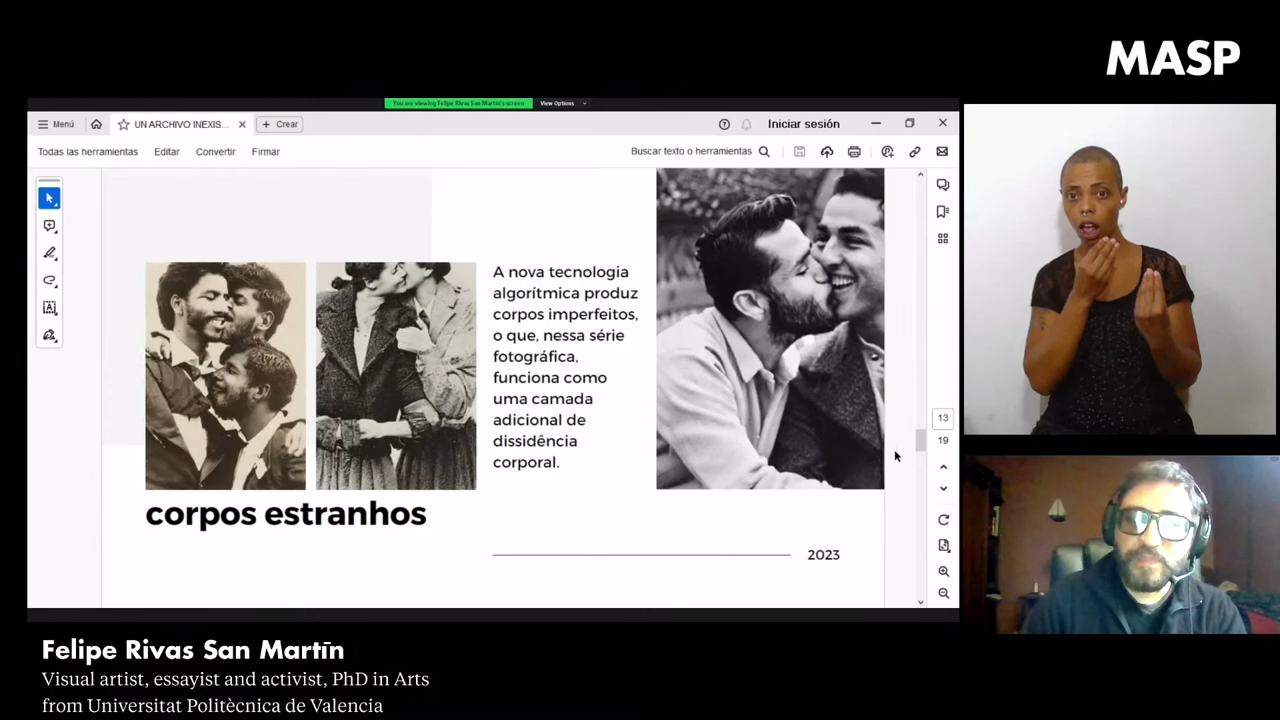 MASP
You are viewing Felipe Rivas San Martin's screen
View Options
Menú
UN ARCHIVO INEXIS...
Crear
Iniciar sesión
Todas las herramientas
Editar
Convertir
Firmar
Buscar texto o herramientas
A nova tecnologia
algorítmica produz
corpos imperfeitos,
o que, nessa série
fotográfica,
funciona como
uma camada
adicional de
dissidência
corporal.
13
19
corpos estranhos
2023
Felipe Rivas San Martīn
Visual artist, essayist and activist, PhD in Arts
from Universitat Politècnica de Valencia